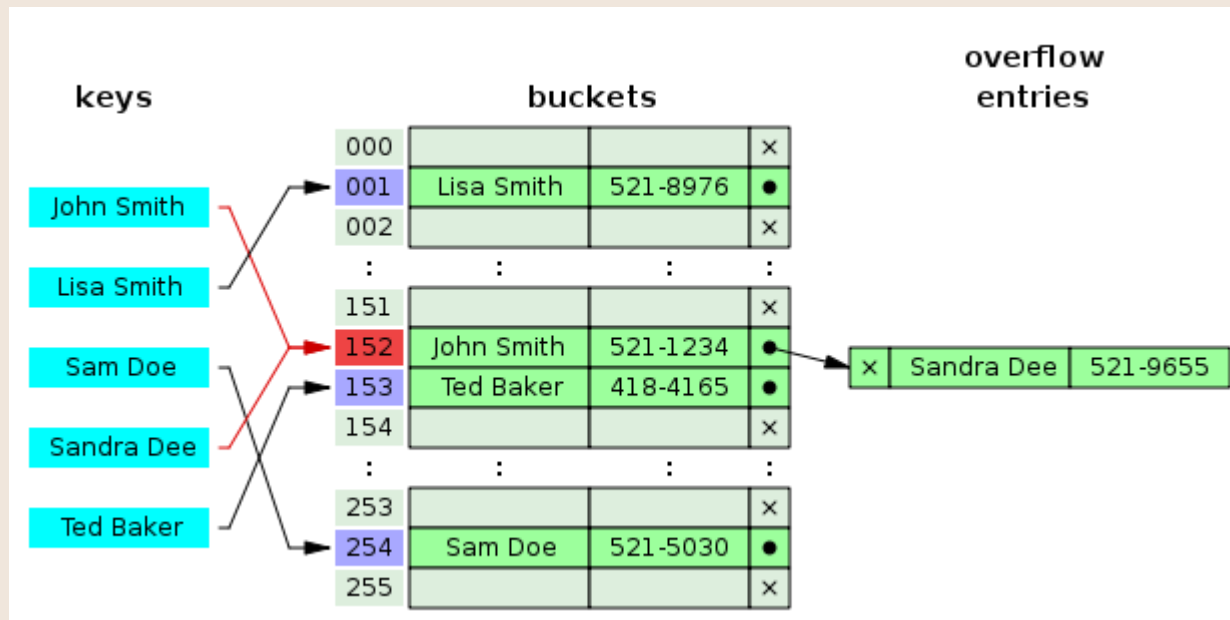 keys
buckets
overflow
entries
John Smith
Lisa Smith
Sam Doe
Sandra Dee
Ted Baker
000 ×
001 Lisa Smith 521-8976 ●
002 ×
: : : :
151 ×
152 John Smith 521-1234 ●
× Sandra Dee 521-9655
153 Ted Baker 418-4165 ●
154 ×
: : : :
253 ×
254 Sam Doe 521-5030 ●
255 ×